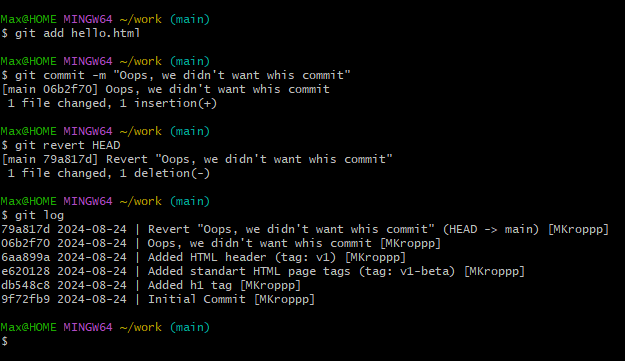 Max@HOME MINGW64 ~/work (main)
$ git add hello.html
Max@HOME MINGW64 ~/work (main)
$ git commit -m "Oops, we didn't want whis commit"
[main 06b2f70] Oops, we didn't want whis commit
1 file changed, 1 insertion(+)
Max@HOME MINGW64 ~/work (main)
$ git revert HEAD
[main 79a817d] Revert "Oops, we didn't want whis commit"
1 file changed, 1 deletion(-)
Max@HOME MINGW64 ~/work (main)
$ git log
79a817d 2024-08-24 | Revert "Oops, we didn't want whis commit" (HEAD -> main) [MKroppp]
06b2f70 2024-08-24 | Oops, we didn't want whis commit [MKroppp]
6aa899a 2024-08-24 | Added HTML header (tag: v1) [MKroppp]
e620128 2024-08-24 | Added standart HTML page tags (tag: v1-beta) [MKroppp]
db548c8 2024-08-24 | Added h1 tag [MKroppp]
9f72fb9 2024-08-24 | Initial Commit [MKroppp]
Max@HOME MINGW64 ~/work (main)
$